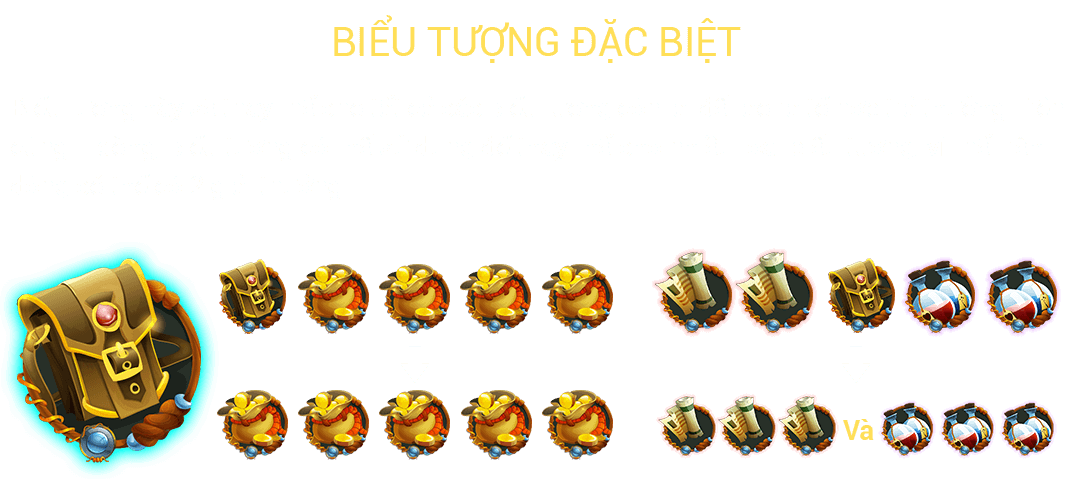 BIỂU TƯỢNG ĐẶC BIỆT
Và